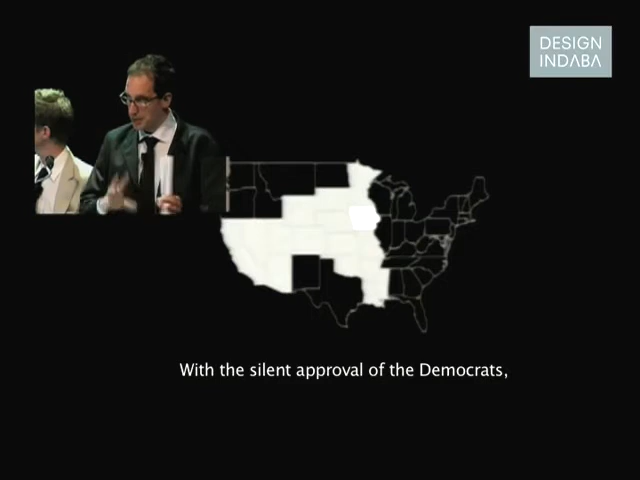 DESIGN
INDABA
With the silent approval of the Democrats,